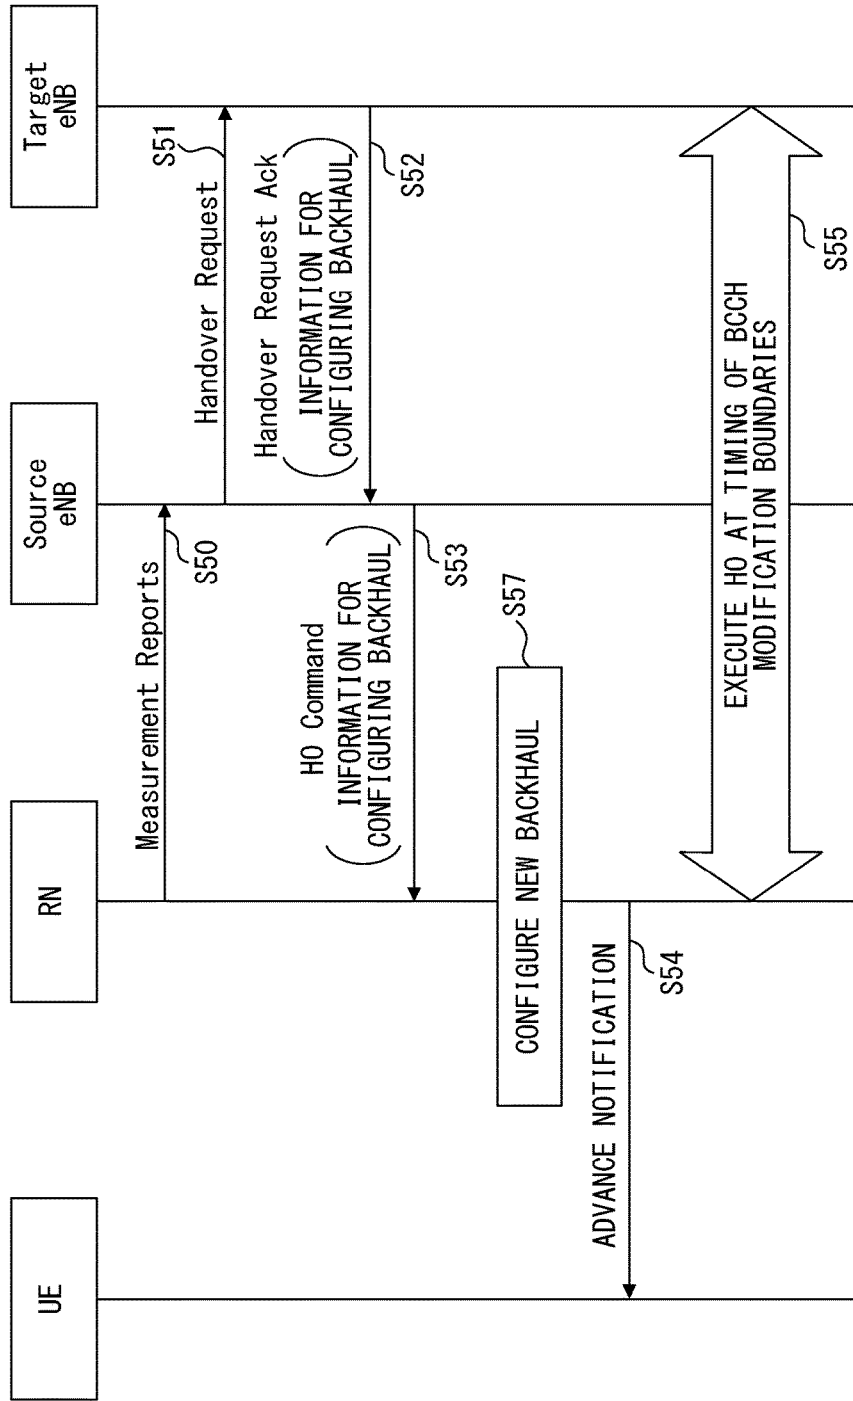 UE
RN
Source
eNB
Target
eNB
Measurement Reports
S50
Handover Request
S51
Handover Request Ack
(INFORMATION FOR
CONFIGURING BACKHAUL)
S52
HO Command
(INFORMATION FOR
CONFIGURING BACKHAUL)
S53
CONFIGURE NEW BACKHAUL
S57
ADVANCE NOTIFICATION
S54
EXECUTE HO AT TIMING OF BCCH
MODIFICATION BOUNDARIES
S55